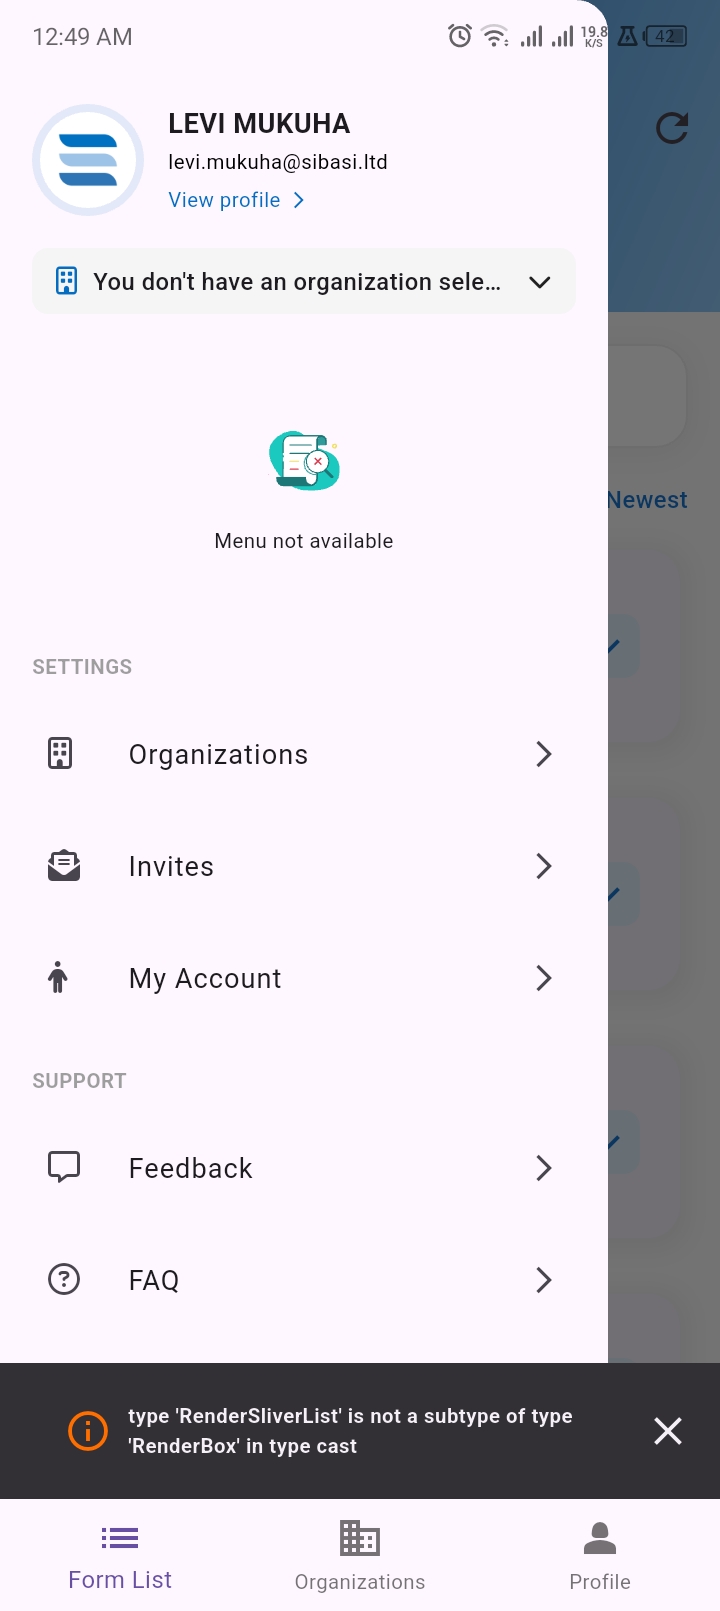 12:49 AM
19.8
K/S
42
LEVI MUKUHA
levi.mukuha@sibasi.ltd
View profile
You don't have an organization sele...
Newest
Menu not available
SETTINGS
Organizations
Invites
My Account
SUPPORT
Feedback
FAQ
type 'RenderSliverList' is not a subtype of type
'RenderBox' in type cast
Form List
Organizations
Profile